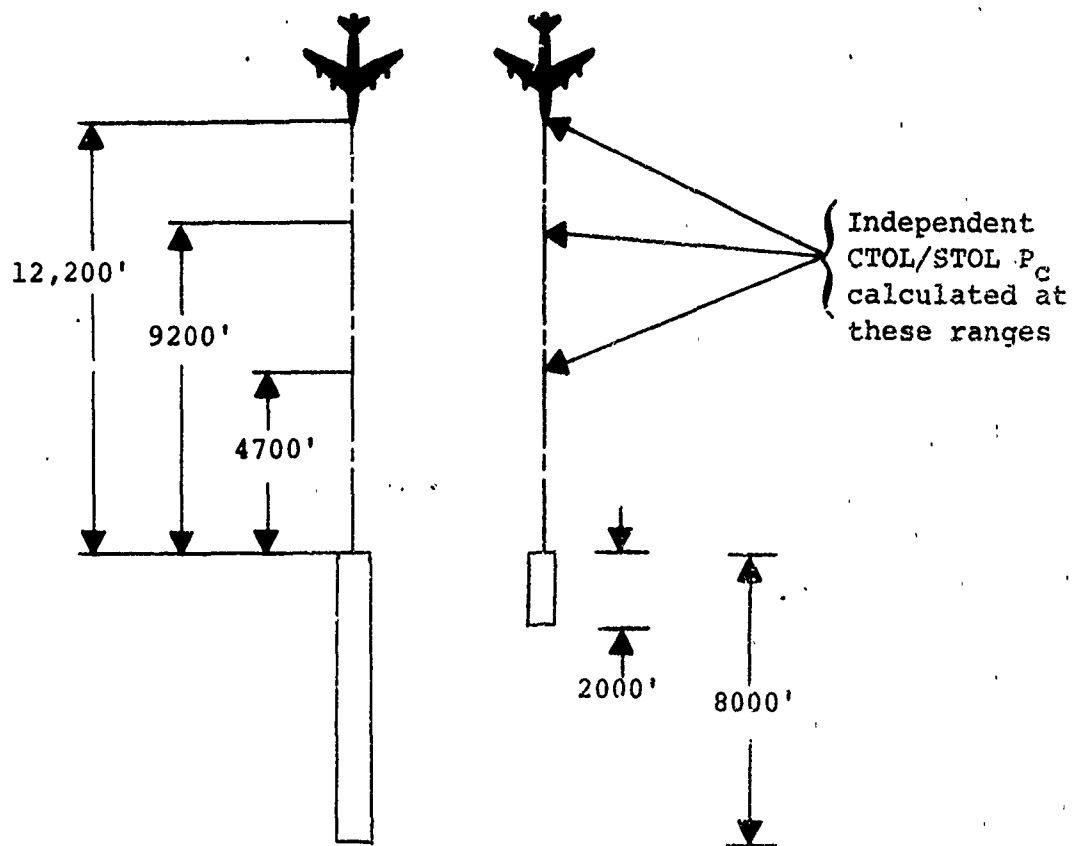 12,200'
9200'
4700'
Independent
CTOL/STOL P_C
calculated at
these ranges
2000'
8000'